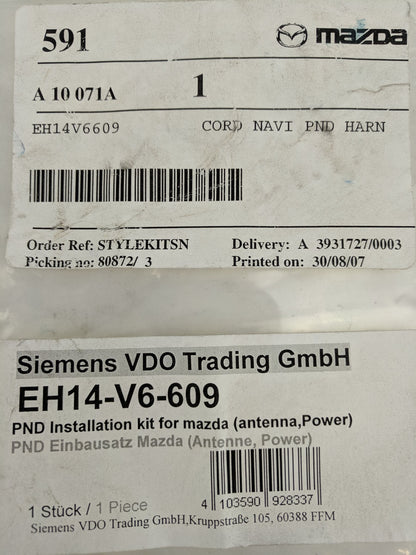 591 mazda
A 10 071A 1
EH14V6609 CORD NAVI PND HARN
Order Ref: STYLEKITSN Delivery: A 3931727/0003
Picking no: 80872/ 3 Printed on: 30/08/07
Siemens VDO Trading GmbH
EH14-V6-609
PND Installation kit for mazda (antenna,Power)
PND Einbausatz Mazda (Antenne, Power)
1 Stück / 1 Piece
4 103590 928337
Siemens VDO Trading GmbH,Kruppstraße 105, 60388 FFM